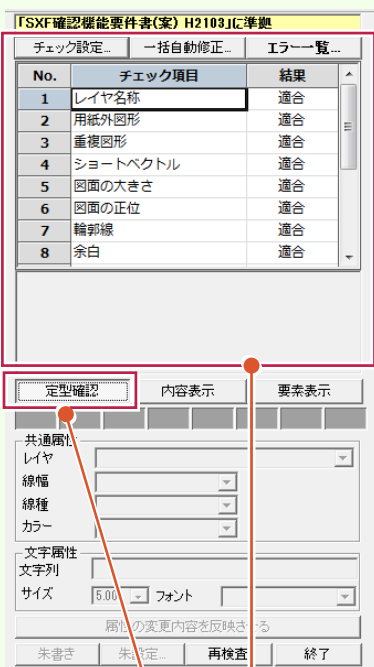 「SXF確認機能要件書(案) H2103」に準拠
チェック設定... 一括自動修正... エラー一覧...
No. チェック項目 結果
1 レイヤ名称 適合
2 用紙外図形 適合
3 重複図形 適合
4 ショートベクトル 適合
5 図面の大きさ 適合
6 図面の正位 適合
7 輪郭線 適合
8 余白 適合
定型確認 内容表示 要素表示
共通属性
レイヤ
線幅
線種
カラー
文字属性
文字列
サイズ 5.00 フォント
属性の変更内容を反映させる
朱書き 朱設定... 再検査 終了